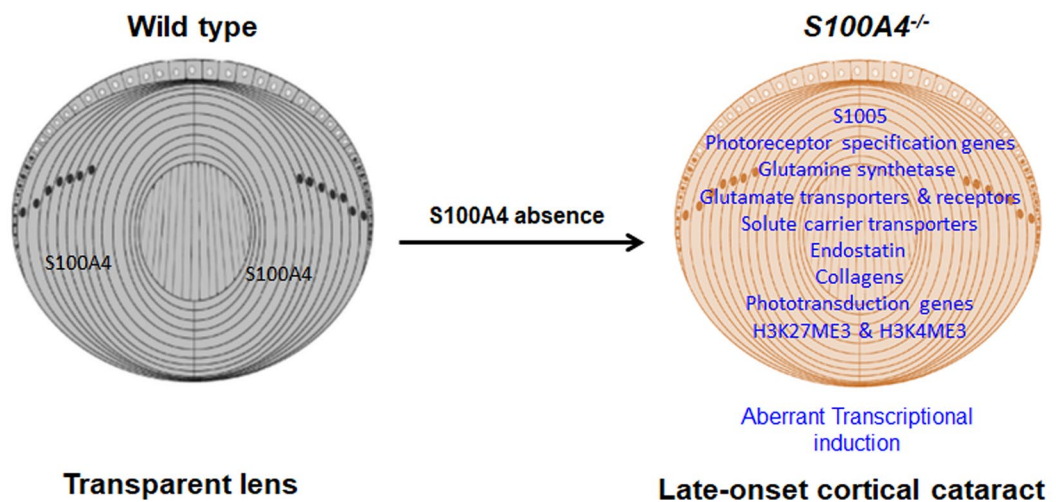 Wild type
S100A4 S100A4
Transparent lens
S100A4 absence
S100A4-/-
S1005
Photoreceptor specification genes
Glutamine synthetase
Glutamate transporters & receptors
Solute carrier transporters
Endostatin
Collagens
Phototransduction genes
H3K27ME3 & H3K4ME3
Aberrant Transcriptional
induction
Late-onset cortical cataract